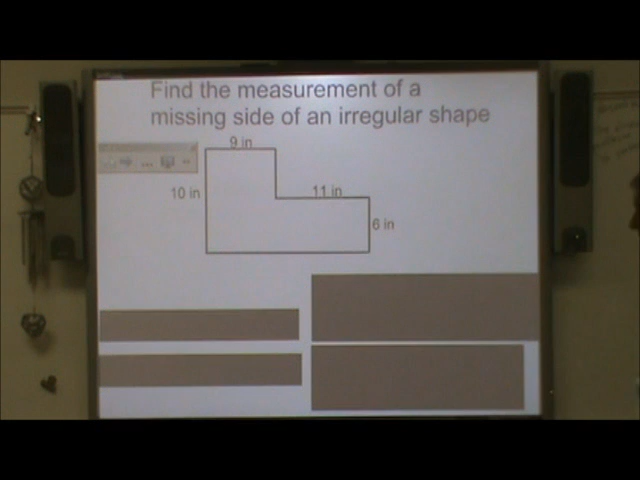 Find the measurement of a
missing side of an irregular shape
9 in
10 in
11 in
6 in